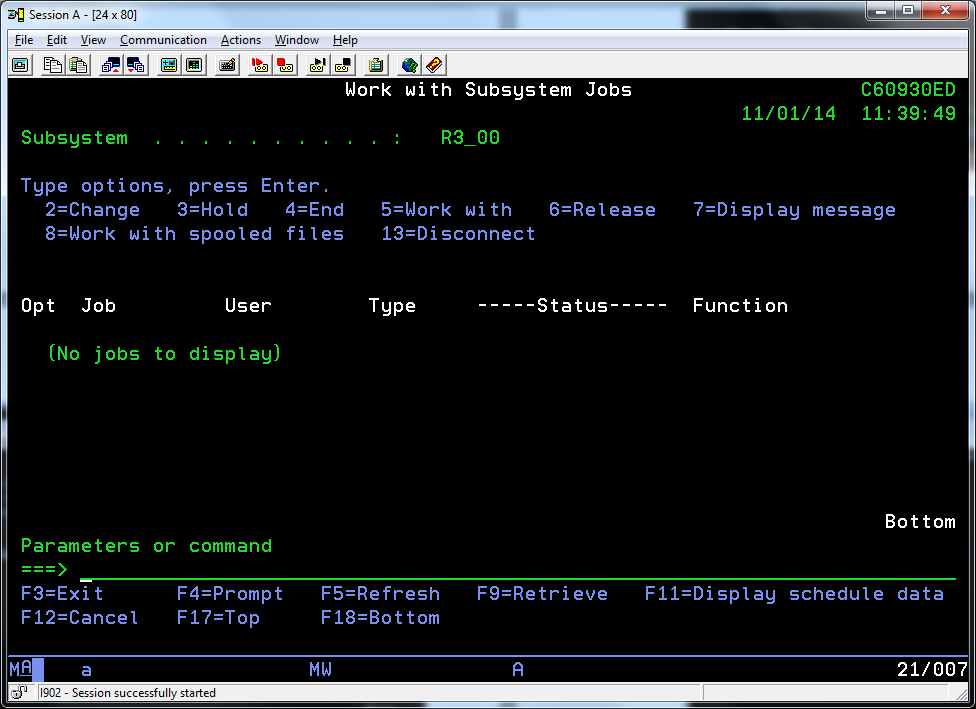 Session A - [24 x 80]
File Edit View Communication Actions Window Help
Work with Subsystem Jobs C60930ED
11/01/14 11:39:49
Subsystem . . . . . . . . . . : R3_00
Type options, press Enter.
2=Change 3=Hold 4=End 5=Work with 6=Release 7=Display message
8=Work with spooled files 13=Disconnect
Opt Job User Type -----Status----- Function
(No jobs to display)
Bottom
Parameters or command
===>
F3=Exit F4=Prompt F5=Refresh F9=Retrieve F11=Display schedule data
F12=Cancel F17=Top F18=Bottom
MA a MW A 21/007
I902 - Session successfully started